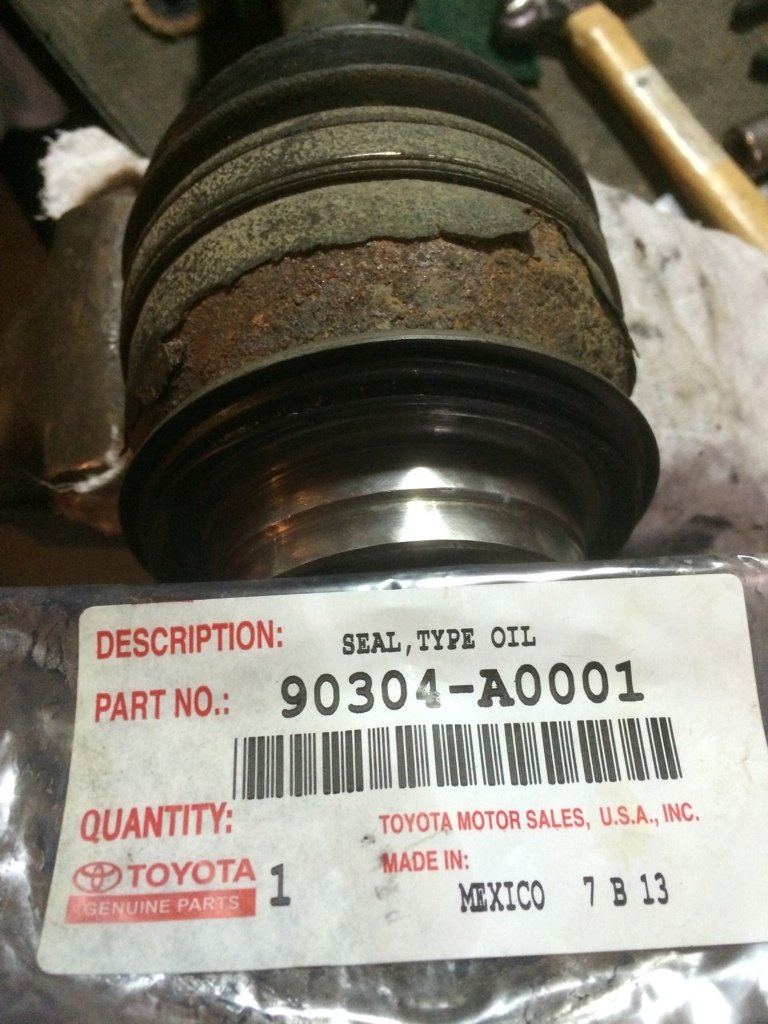 DESCRIPTION: SEAL,TYPE OIL
PART NO.: 90304-A0001
QUANTITY: 1
TOYOTA MOTOR SALES, U.S.A., INC.
MADE IN:
MEXICO 7 B 13
TOYOTA
GENUINE PARTS